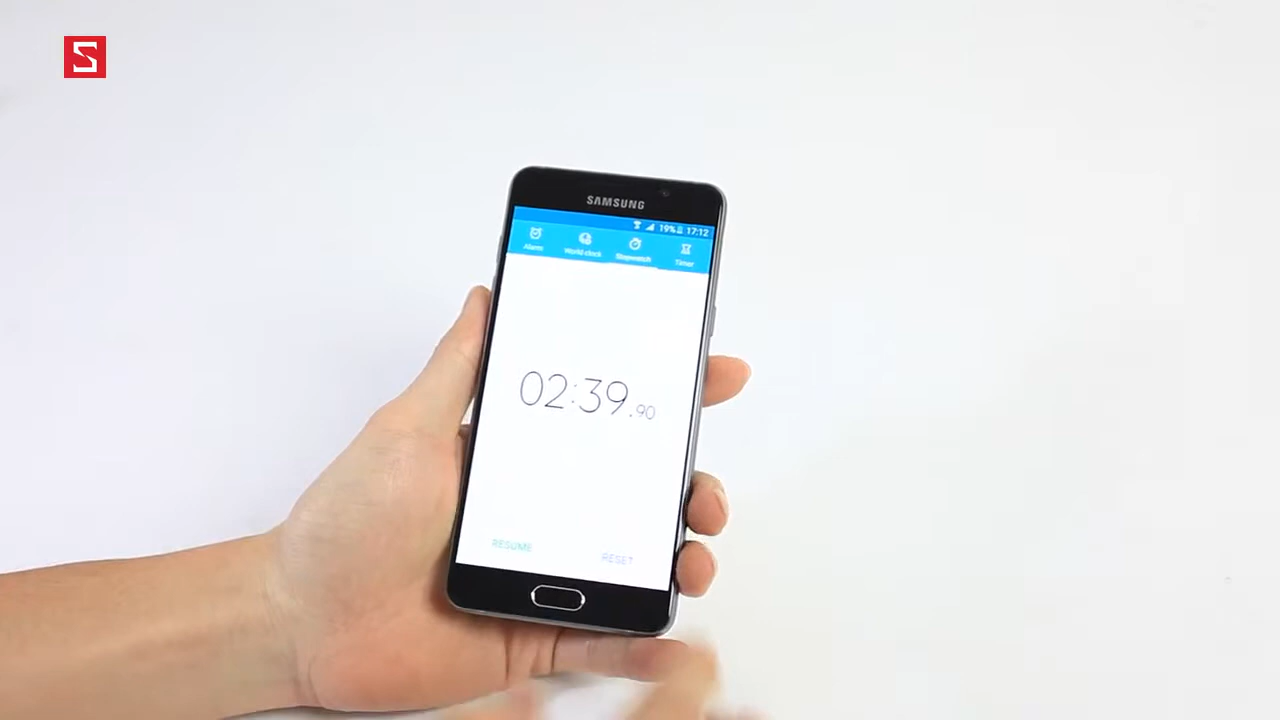 S
SAMSUNG
19% 17:12
Alarm World clock Stopwatch Timer
02:39.90
RESUME RESET